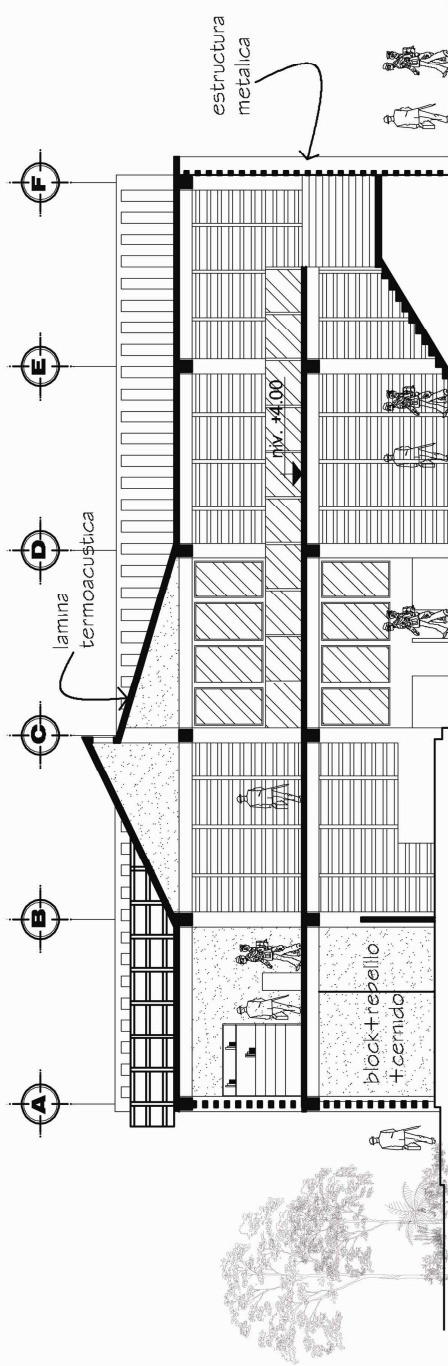 A
B
C
D
E
F
lamina
termoacustica
estructura
metalica
niv. +4.00
block+repello
+cernido